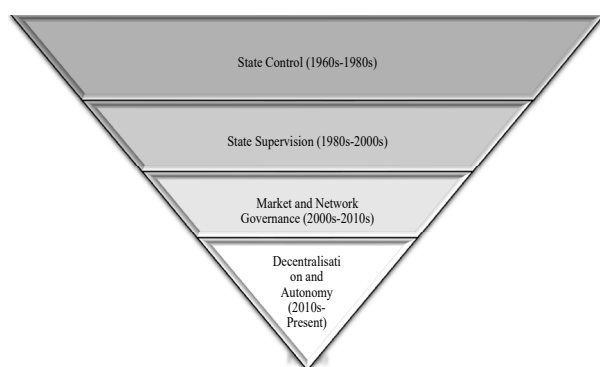 State Control (1960s-1980s)
State Supervision (1980s-2000s)
Market and Network
Governance (2000s-2010s)
Decentralisati
on and
Autonomy
(2010s-
Present)